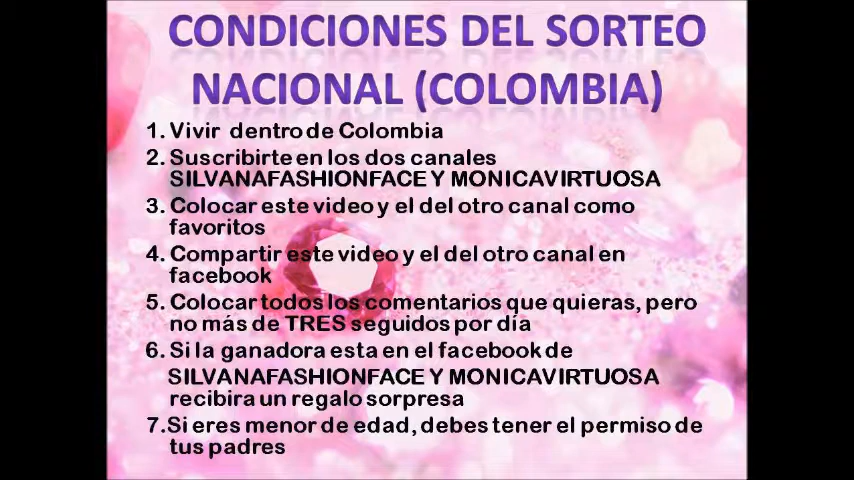 CONDICIONES DEL SORTEO
NACIONAL (COLOMBIA)
1. Vivir dentro de Colombia
2. Suscribirte en los dos canales
SILVANAFASHIONFACE Y MONICAVIRTUOSA
3. Colocar este video y el del otro canal como
favoritos
4. Compartir este video y el del otro canal en
facebook
5. Colocar todos los comentarios que quieras, pero
no más de TRES seguidos por día
6. Si la ganadora esta en el facebook de
SILVANAFASHIONFACE Y MONICAVIRTUOSA
recibira un regalo sorpresa
7.Si eres menor de edad, debes tener el permiso de
tus padres